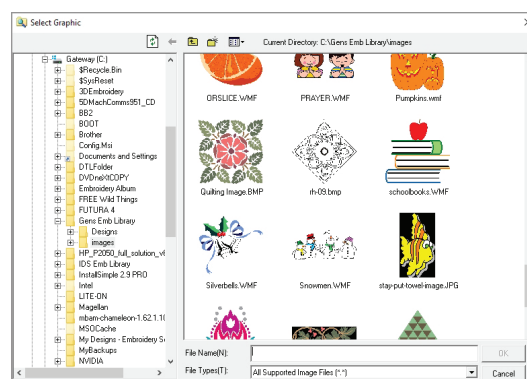 Select Graphic
Current Directory: C:\Gens Emb Library\images
Gateway (C:)
$Recycle.Bin
$SysReset
3DEmbroidery
5DMachComms951_CD
BB2
BOOT
Brother
Config.Msi
Documents and Settings
DTLFolder
DVDneXtCOPY
Embroidery Album
FREE Wild Things
FUTURA 4
Gens Emb Library
Designs
images
HP_P2050_full_solution_v6
IDS Emb Library
InstallSimple 2.9 PRO
Intel
LITE-ON
Magellan
mbam-chameleon-1.62.1.10
MSOCache
My Designs - Embroidery S
MyBackups
NVIDIA
ORSLICE.WMF
PRAYER.WMF
Pumpkins.wmf
Quilting Image.BMP
rh-09.bmp
schoolbooks.WMF
Silverbells.WMF
Snowmen.WMF
stay-put-towel-image.JPG
File Name(N):
OK
File Types(T):
All Supported Image Files (*.*)
Cancel